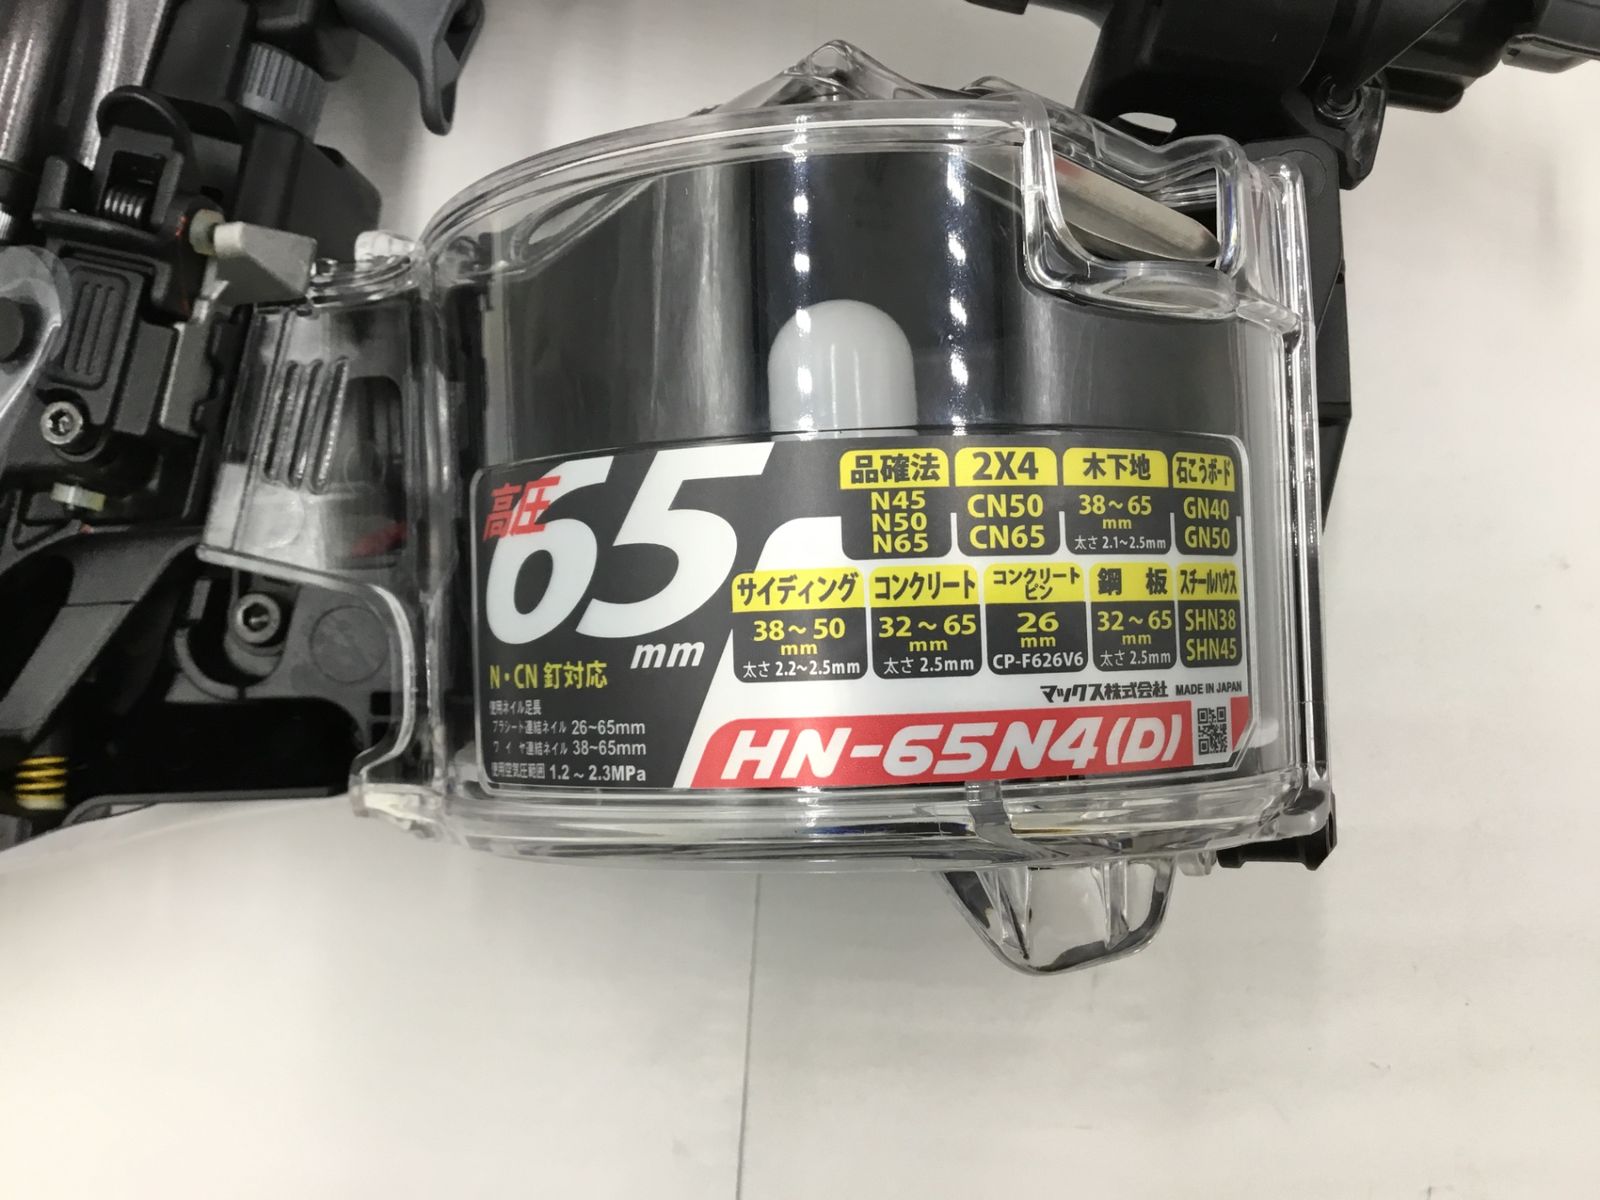 高圧
65mm
N・CN 釘対応
使用ネイル足長
プラシート連結ネイル 26~65mm
ワイヤ連結ネイル 38~65mm
使用空気圧範囲 1.2~2.3MPa
品確法
N45
N50
N65
2X4
CN50
CN65
木下地
38~65
mm
太さ 2.1~2.5mm
石こうボード
GN40
GN50
サイディング
38~50
mm
太さ 2.2~2.5mm
コンクリート
32~65
mm
太さ 2.5mm
コンクリート
ピン
26
mm
CP-F626V6
鋼板
32~65
mm
太さ 2.5mm
スチールハウス
SHN38
SHN45
マックス株式会社 MADE IN JAPAN
HN-65N4(D)